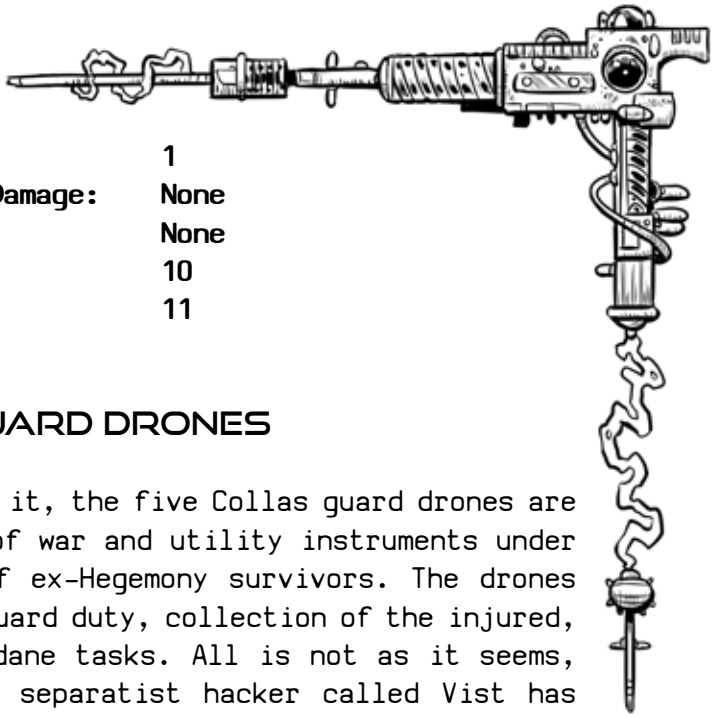 1
Damage: None
None
10
11
UARD DRONES
it, the five Collas guard drones are
of war and utility instruments under
f ex-Hegemony survivors. The drones
uard duty, collection of the injured,
dane tasks. All is not as it seems,
separatist hacker called Vist has